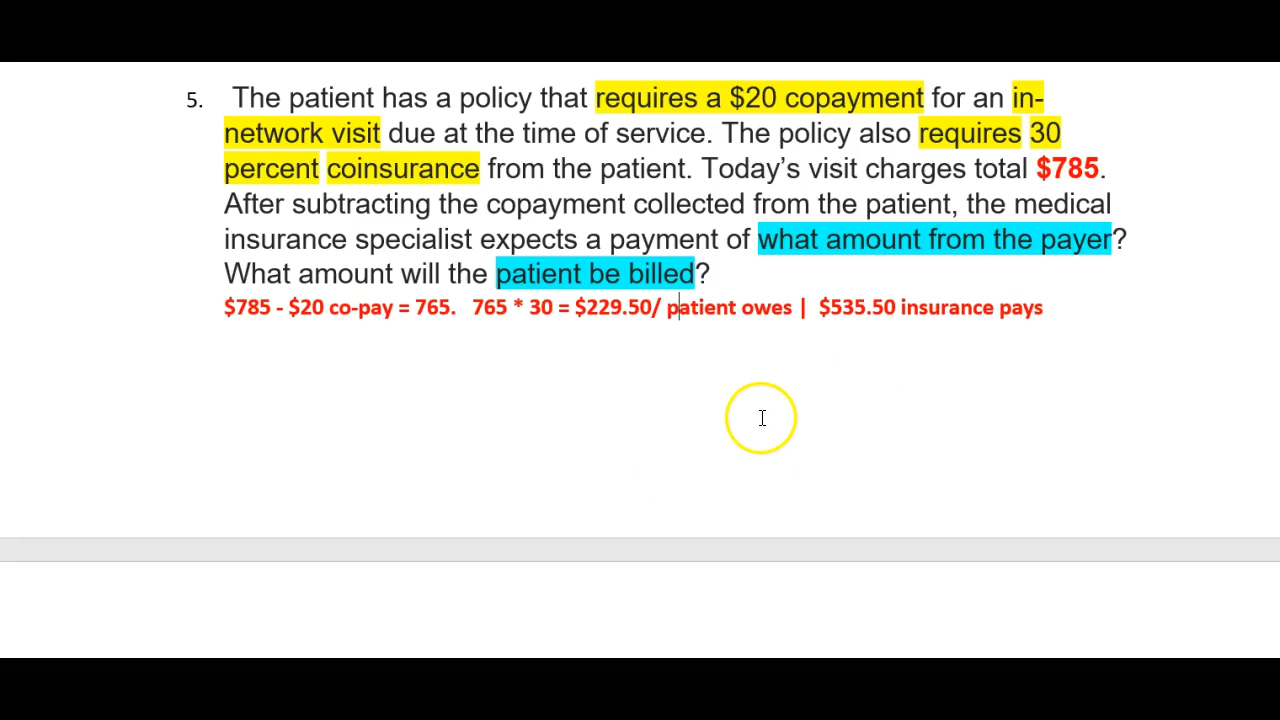 5. The patient has a policy that requires a $20 copayment for an in-
network visit due at the time of service. The policy also requires 30
percent coinsurance from the patient. Today’s visit charges total $785.
After subtracting the copayment collected from the patient, the medical
insurance specialist expects a payment of what amount from the payer?
What amount will the patient be billed?
$785 - $20 co-pay = 765. 765 * 30 = $229.50/ patient owes | $535.50 insurance pays